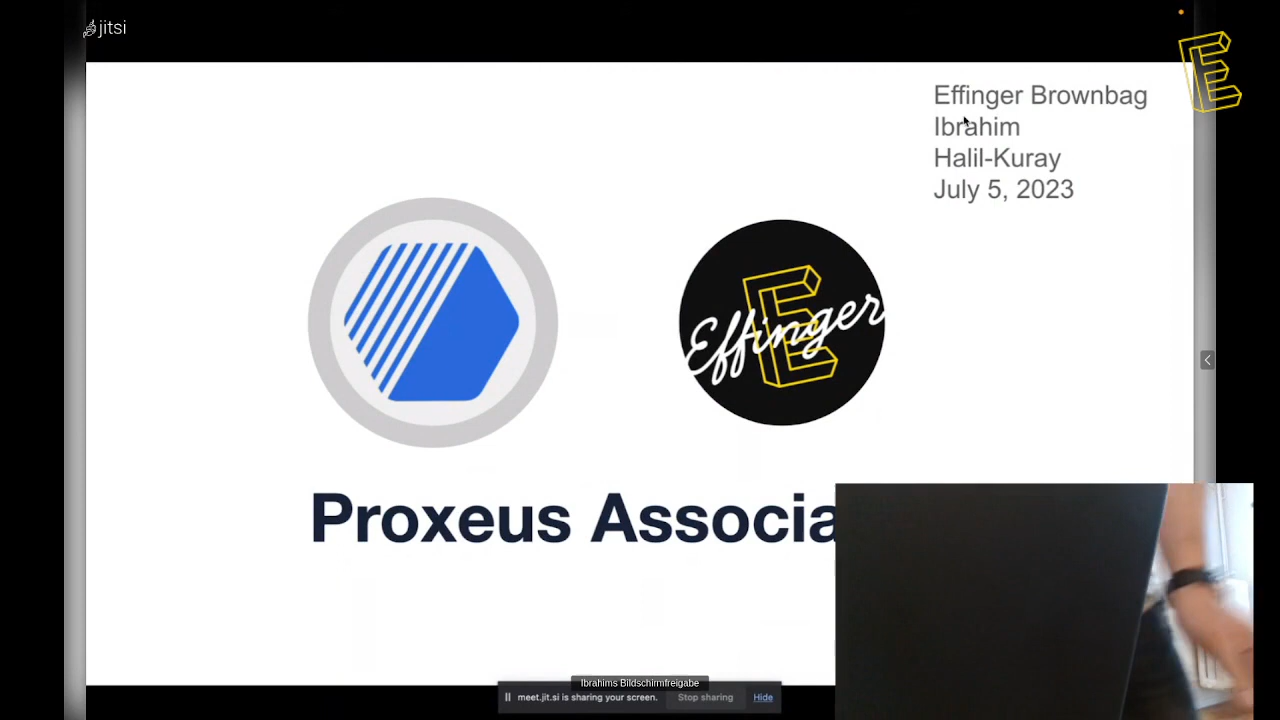 jitsi
Effinger Brownbag
Ibrahim
Halil-Kuray
July 5, 2023
Effinger
Proxeus Associa
Ibrahims Bildschirmfreigabe
meet.jit.si is sharing your screen.
Stop sharing
Hide